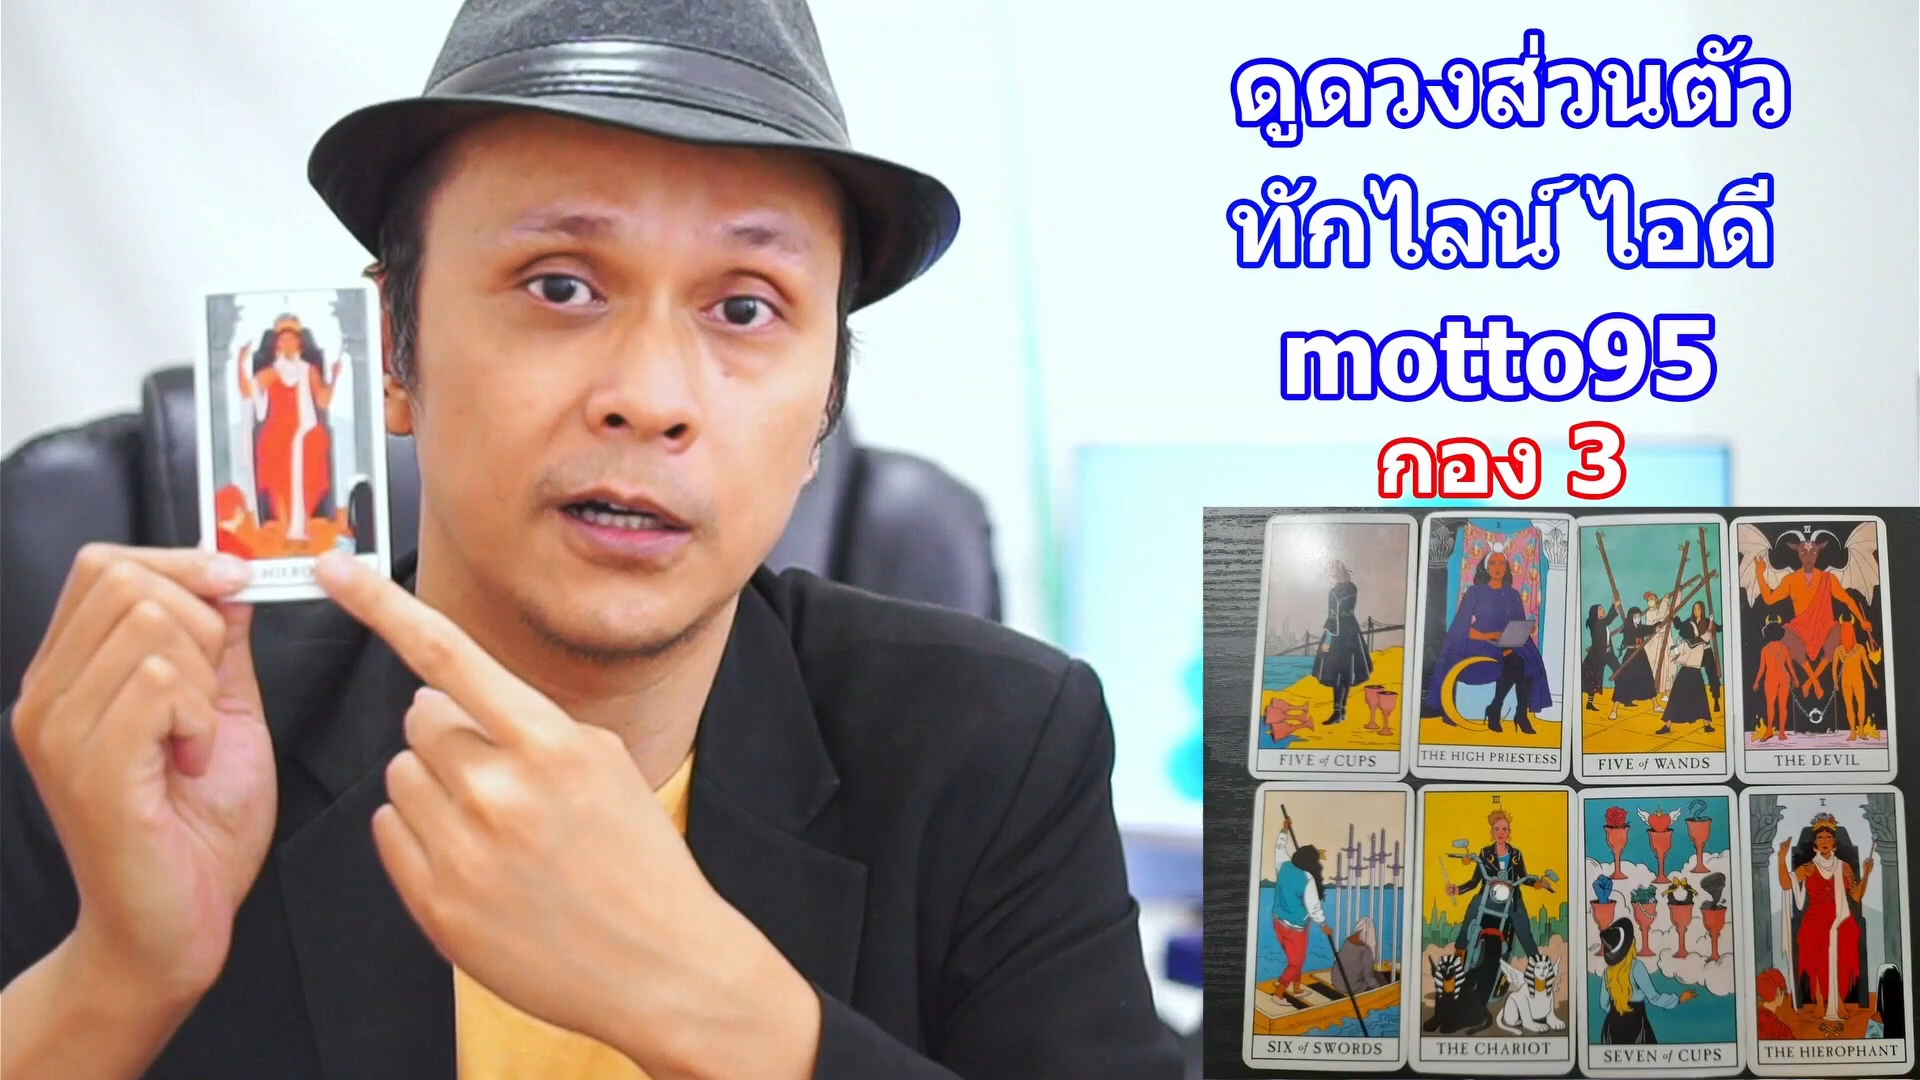 ดูดวงส่วนตัว
ทักไลน์ ไอดี
motto95
กอง 3
FIVE of CUPS
THE HIGH PRIESTESS
FIVE of WANDS
THE DEVIL
SIX of SWORDS
THE CHARIOT
SEVEN of CUPS
THE HIEROPHANT